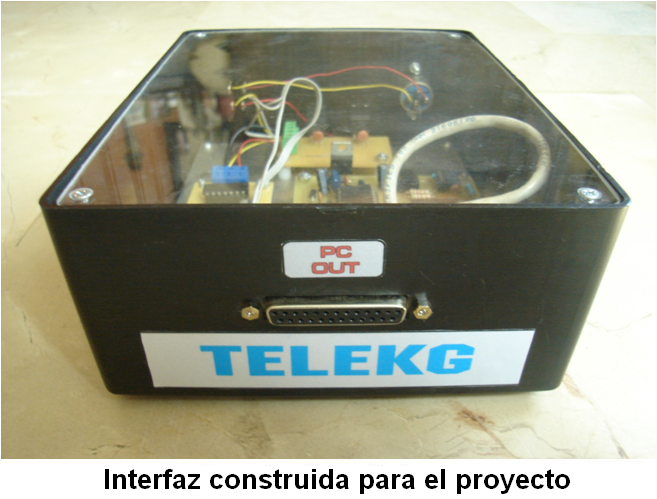 PC
OUT
TELEKG
Interfaz construida para el proyecto